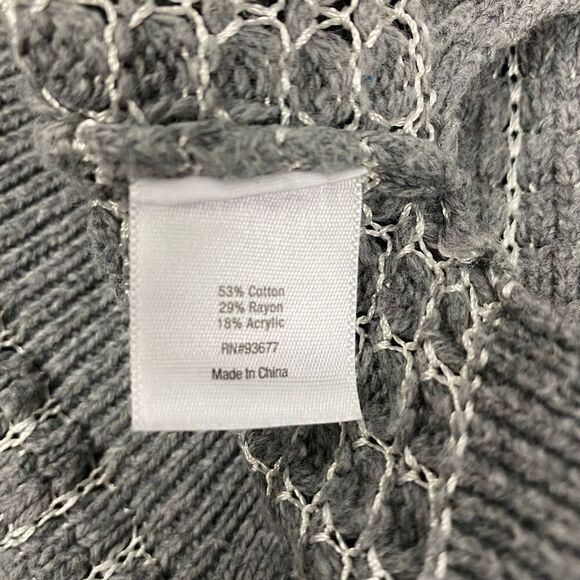 53% Cotton
29% Rayon
18% Acrylic
RN#93677
Made In China